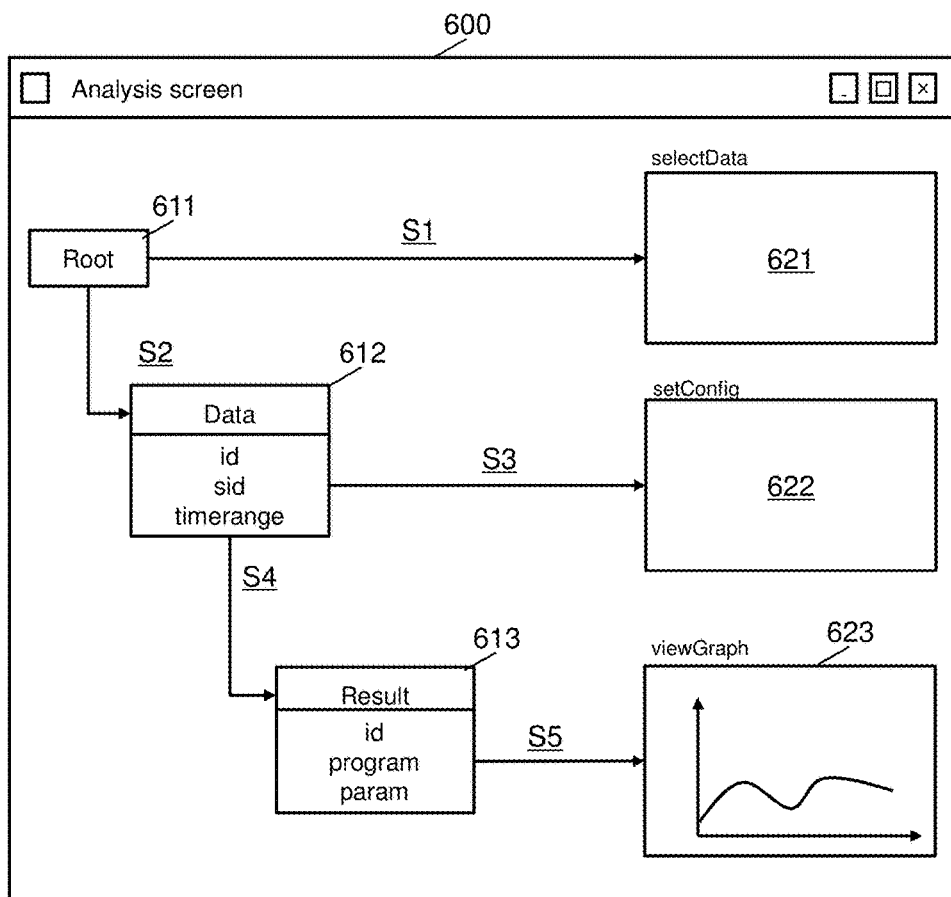 600
Analysis screen
selectData
611
S1
Root
621
S2
612
setConfig
Data
S3
id
sid
timerange
622
S4
613
viewGraph
623
Result
S5
id
program
param